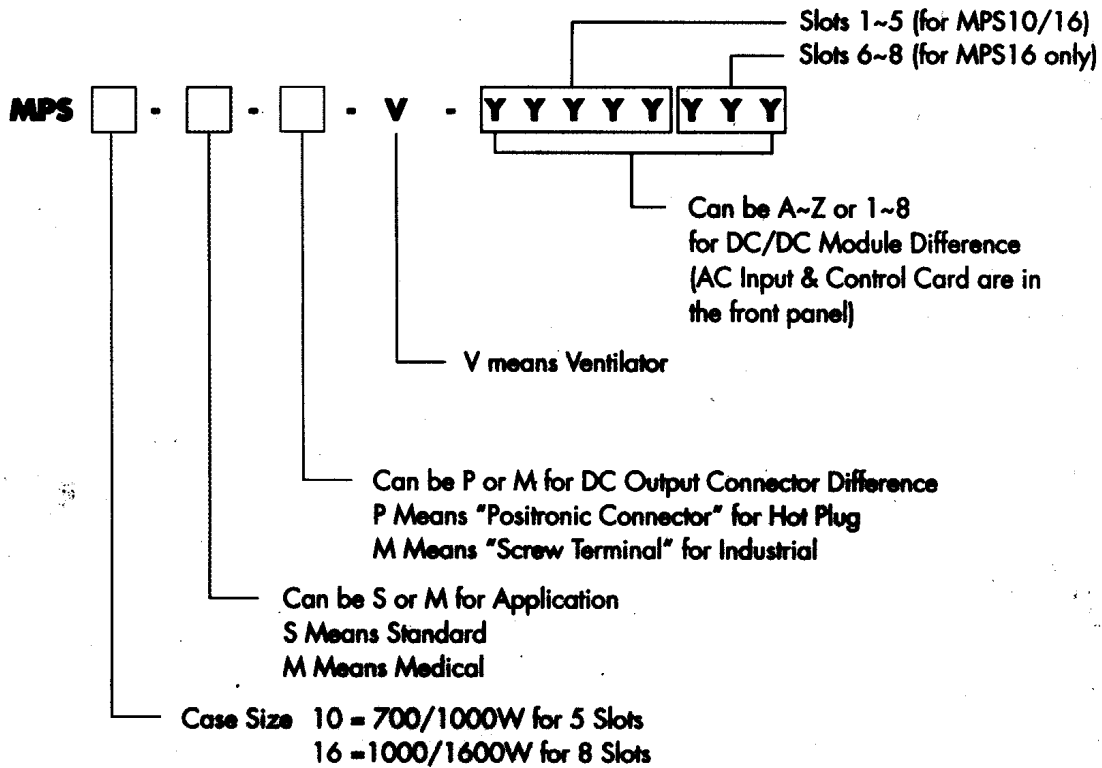 Slots 1~5 (for MPS10/16)
Slots 6~8 (for MPS16 only)
MPS - - - V - Y Y Y Y Y Y Y Y
Can be A~Z or 1~8
for DC/DC Module Difference
(AC Input & Control Card are in
the front panel)
V means Ventilator
Can be P or M for DC Output Connector Difference
P Means "Positronic Connector" for Hot Plug
M Means "Screw Terminal" for Industrial
Can be S or M for Application
S Means Standard
M Means Medical
Case Size 10 = 700/1000W for 5 Slots
16 =1000/1600W for 8 Slots